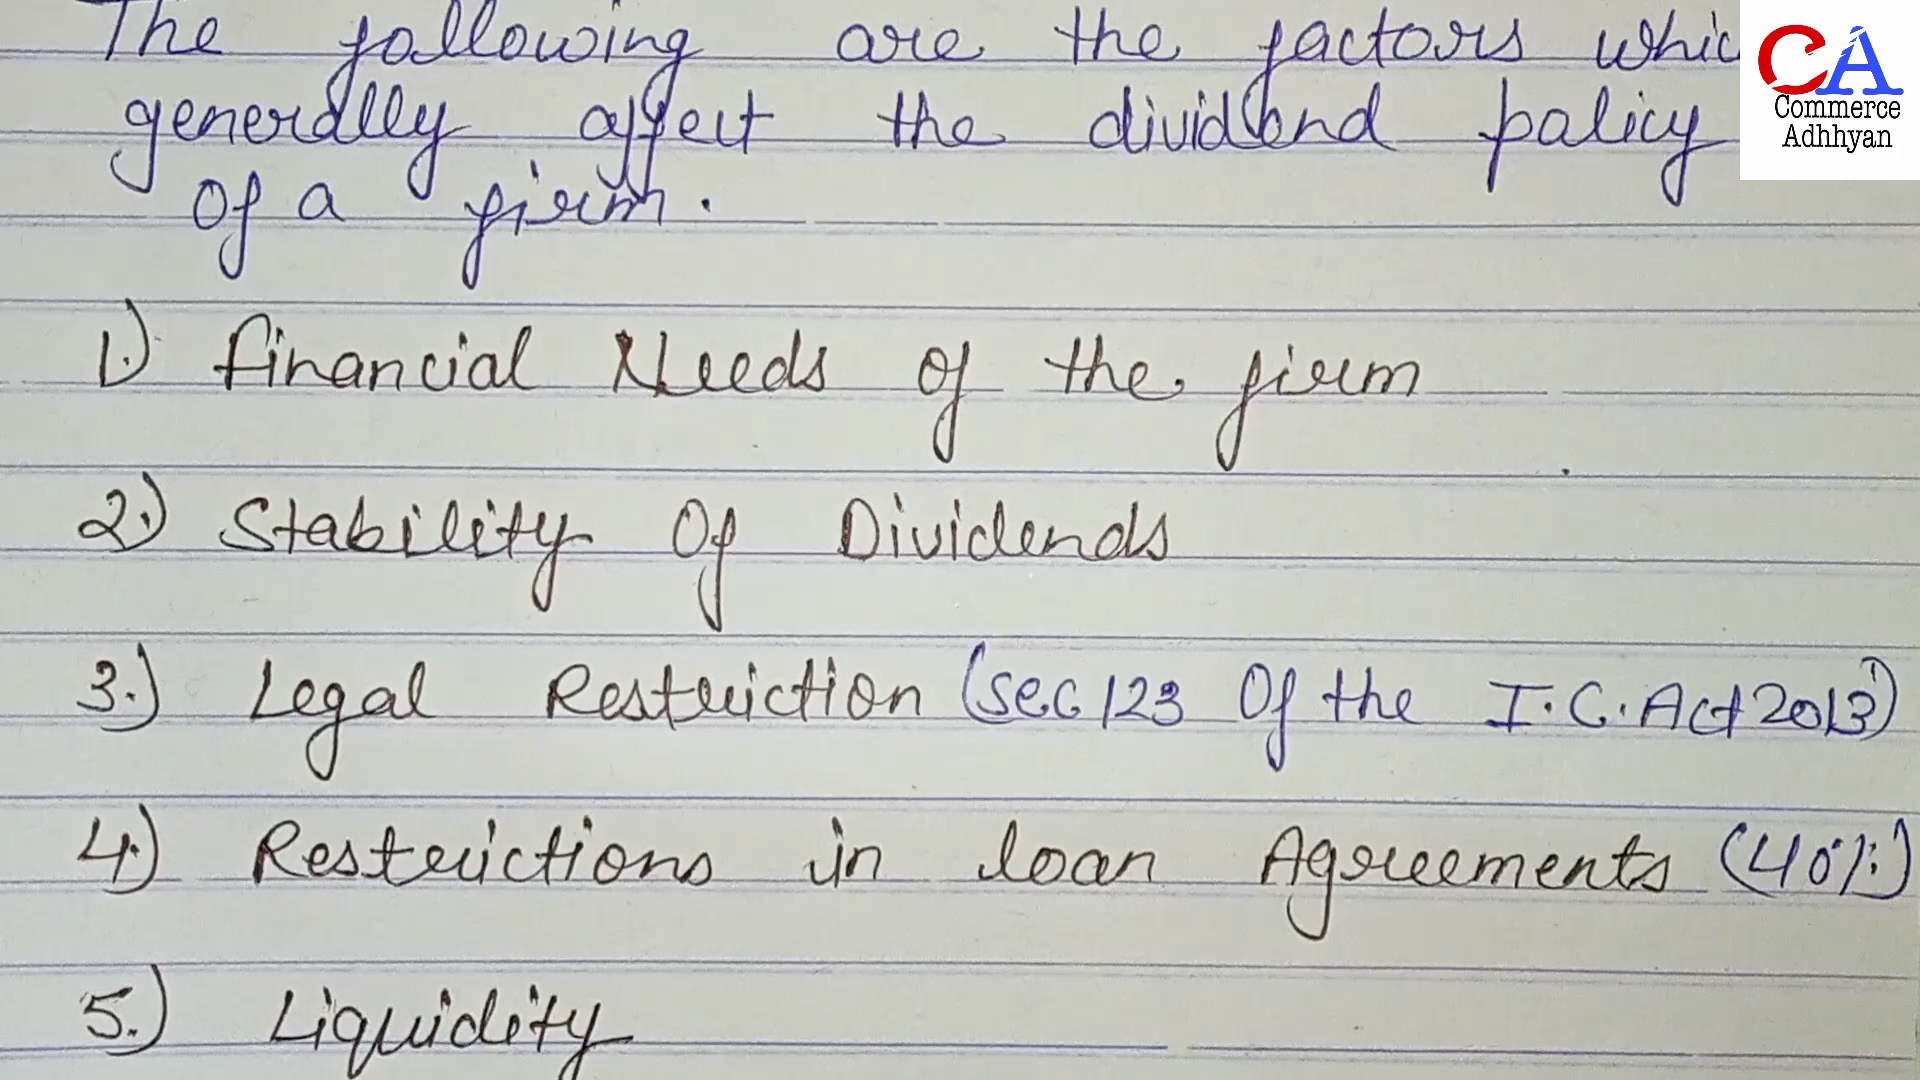 The following are the factors whic
generally affect the dividend policy
of a firm.
1.) Financial Needs of the firm
2.) Stability Of Dividends
3.) Legal Restriction (Sec 123 Of the I.C. Act 2013)
4.) Restrictions in loan Agreements (40%)
5.) Liquidity
CA
Commerce
Adhhyan